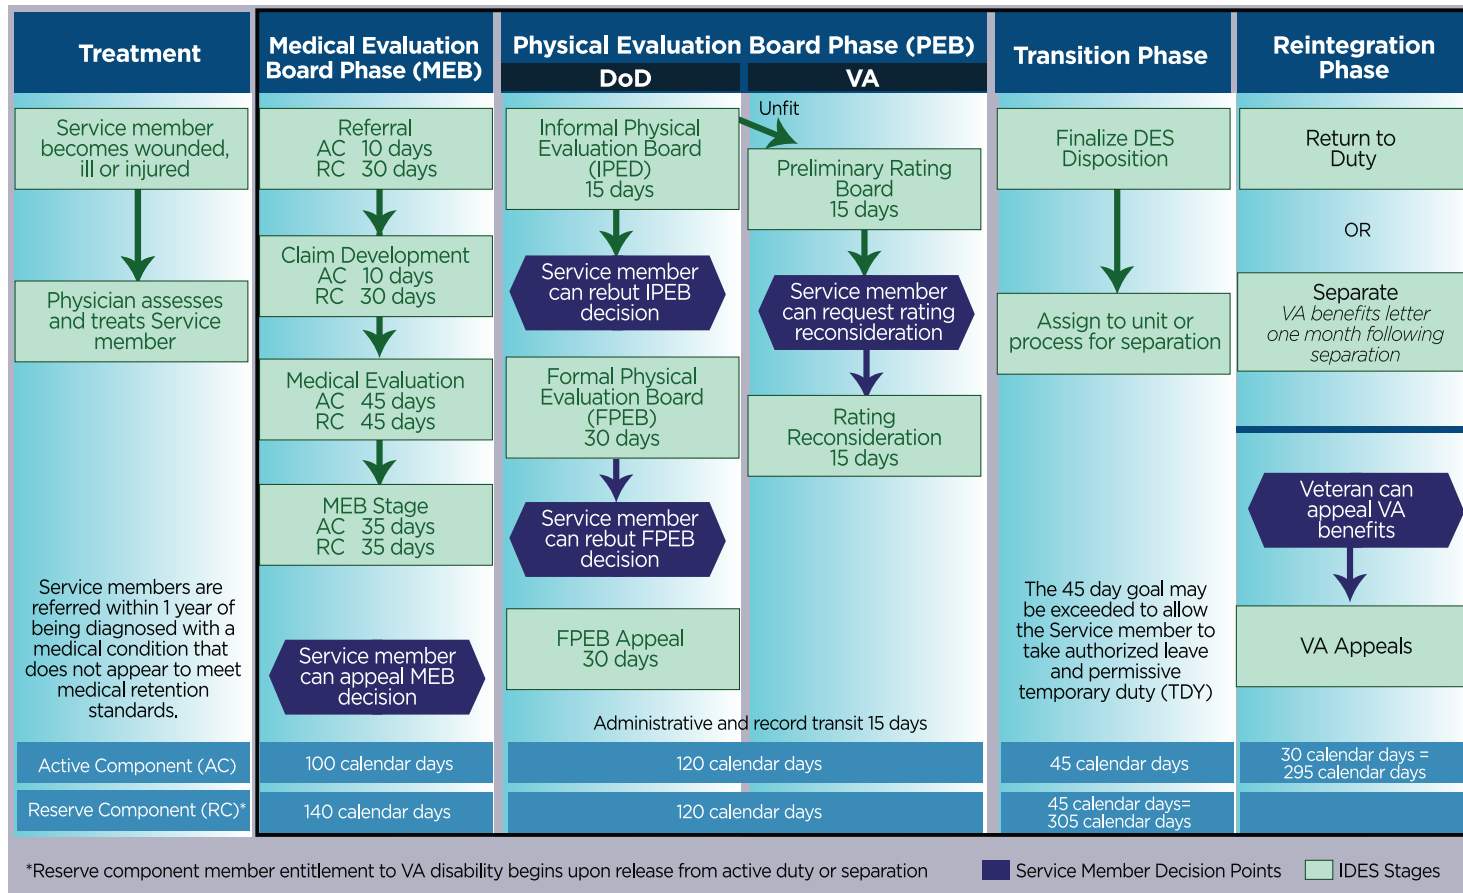 Treatment
Service member
becomes wounded,
ill or injured
Physician assesses
and treats Service
member
Service members are
referred within 1 year of
being diagnosed with a
medical condition that
does not appear to meet
medical retention
standards.
Medical Evaluation
Board Phase (MEB)
Referral
AC 10 days
RC 30 days
Claim Development
AC 10 days
RC 30 days
Medical Evaluation
AC 45 days
RC 45 days
MEB Stage
AC 35 days
RC 35 days
Service member
can appeal MEB
decision
Physical Evaluation Board Phase (PEB)
DoD
VA
Informal Physical
Evaluation Board
(IPED)
15 days
Unfit
Service member
can rebut IPEB
decision
Formal Physical
Evaluation Board
(FPEB)
30 days
Service member
can rebut FPEB
decision
FPEB Appeal
30 days
Preliminary Rating
Board
15 days
Service member
can request rating
reconsideration
Rating
Reconsideration
15 days
Administrative and record transit 15 days
Transition Phase
Finalize DES
Disposition
Assign to unit or
process for separation
The 45 day goal may
be exceeded to allow
the Service member to
take authorized leave
and permissive
temporary duty (TDY)
Reintegration
Phase
Return to
Duty
OR
Separate
VA benefits letter
one month following
separation
Veteran can
appeal VA
benefits
VA Appeals
Active Component (AC)
100 calendar days
120 calendar days
45 calendar days
30 calendar days =
295 calendar days
Reserve Component (RC)*
140 calendar days
120 calendar days
45 calendar days=
305 calendar days
*Reserve component member entitlement to VA disability begins upon release from active duty or separation
Service Member Decision Points
IDES Stages